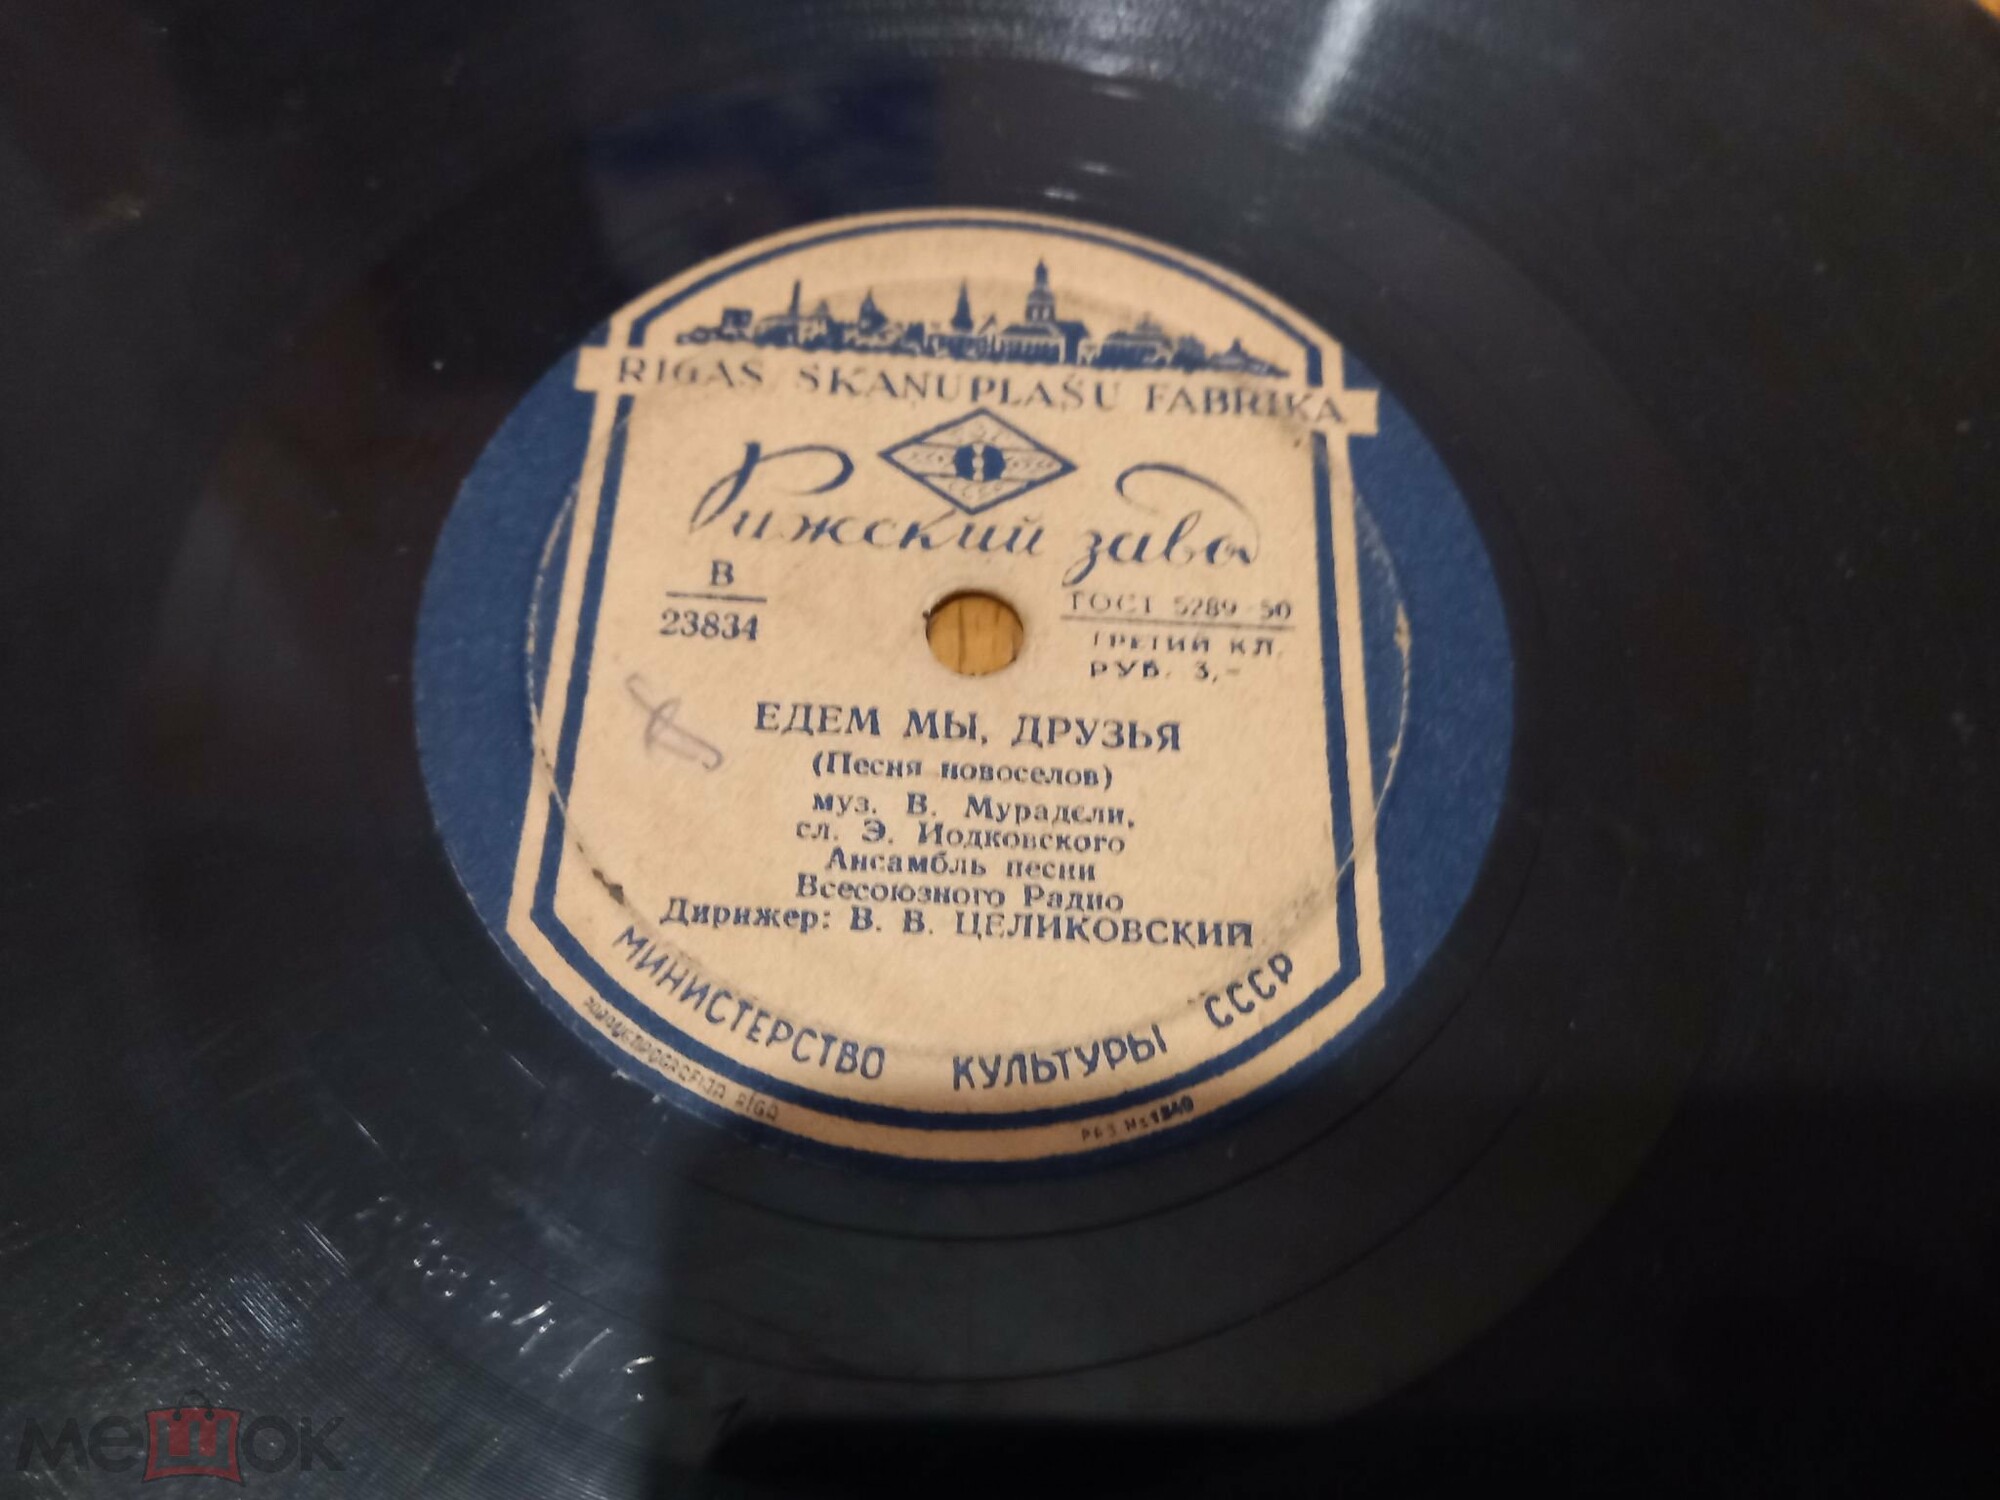 RIGAS SKAŅUPLAŠU FABRIKA
Рижский завод
В
23834
ГОСТ 5289-50
ТРЕТИЙ КЛ.
РУБ. 3,-
ЕДЕМ МЫ, ДРУЗЬЯ
(Песня новоселов)
муз. В. Мурадели,
сл. Э. Иодковского
Ансамбль песни
Всесоюзного Радио
Дирижер: В. В. ЦЕЛИКОВСКИЙ
МИНИСТЕРСТВО КУЛЬТУРЫ СССР
RIGA
мешок